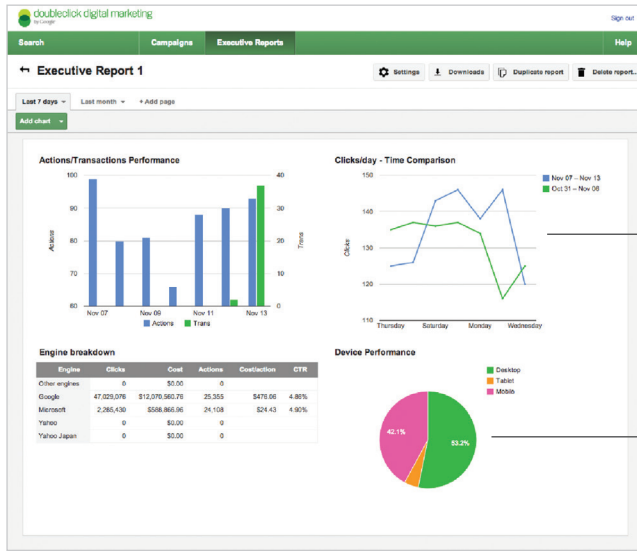 doubleclick digital marketing
by Google
Sign out
Search Campaigns Executive Reports Help
Executive Report 1
Settings Downloads Duplicate report Delete report...
Last 7 days Last month + Add page
Add chart
Actions/Transactions Performance
100 40
90 30
80 20
70 10
60 0
Actions
Trans
Nov 07 Nov 09 Nov 11 Nov 13
Actions Trans
Clicks/day - Time Comparison
150
140
130
120
110
Clicks
Thursday Saturday Monday Wednesday
Nov 07 – Nov 13
Oct 31 – Nov 06
Engine breakdown
Engine Clicks Cost Actions Cost/action CTR
Other engines 0 $0.00 0
Google 47,029,076 $12,070,560.76 25,355 $476.06 4.86%
Microsoft 2,285,430 $588,866.96 24,108 $24.43 4.90%
Yahoo 0 $0.00 0
Yahoo Japan 0 $0.00 0
Device Performance
Desktop
Tablet
Mobile
42.1%
53.2%